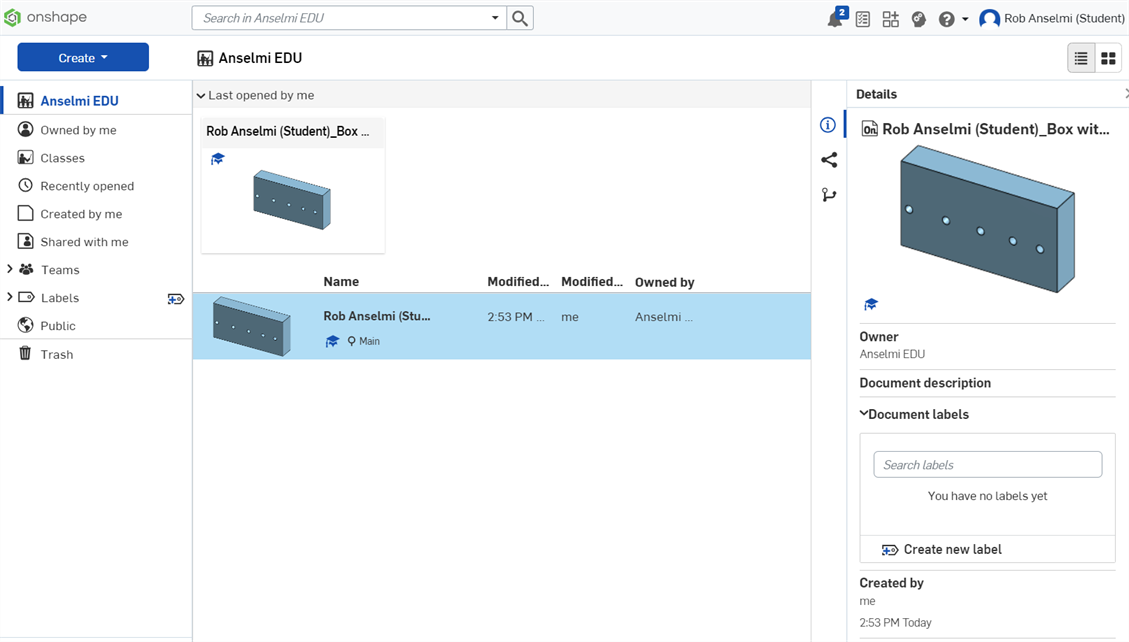 onshape
Search in Anselmi EDU
2
Rob Anselmi (Student)
Create
Anselmi EDU
Anselmi EDU
Owned by me
Classes
Recently opened
Created by me
Shared with me
Teams
Labels
Public
Trash
Last opened by me
Rob Anselmi (Student)_Box ...
Name
Modified...
Modified...
Owned by
Rob Anselmi (Stu...
2:53 PM ...
me
Anselmi ...
Main
Details
On
Rob Anselmi (Student)_Box wit...
Owner
Anselmi EDU
Document description
Document labels
Search labels
You have no labels yet
Create new label
Created by
me
2:53 PM Today